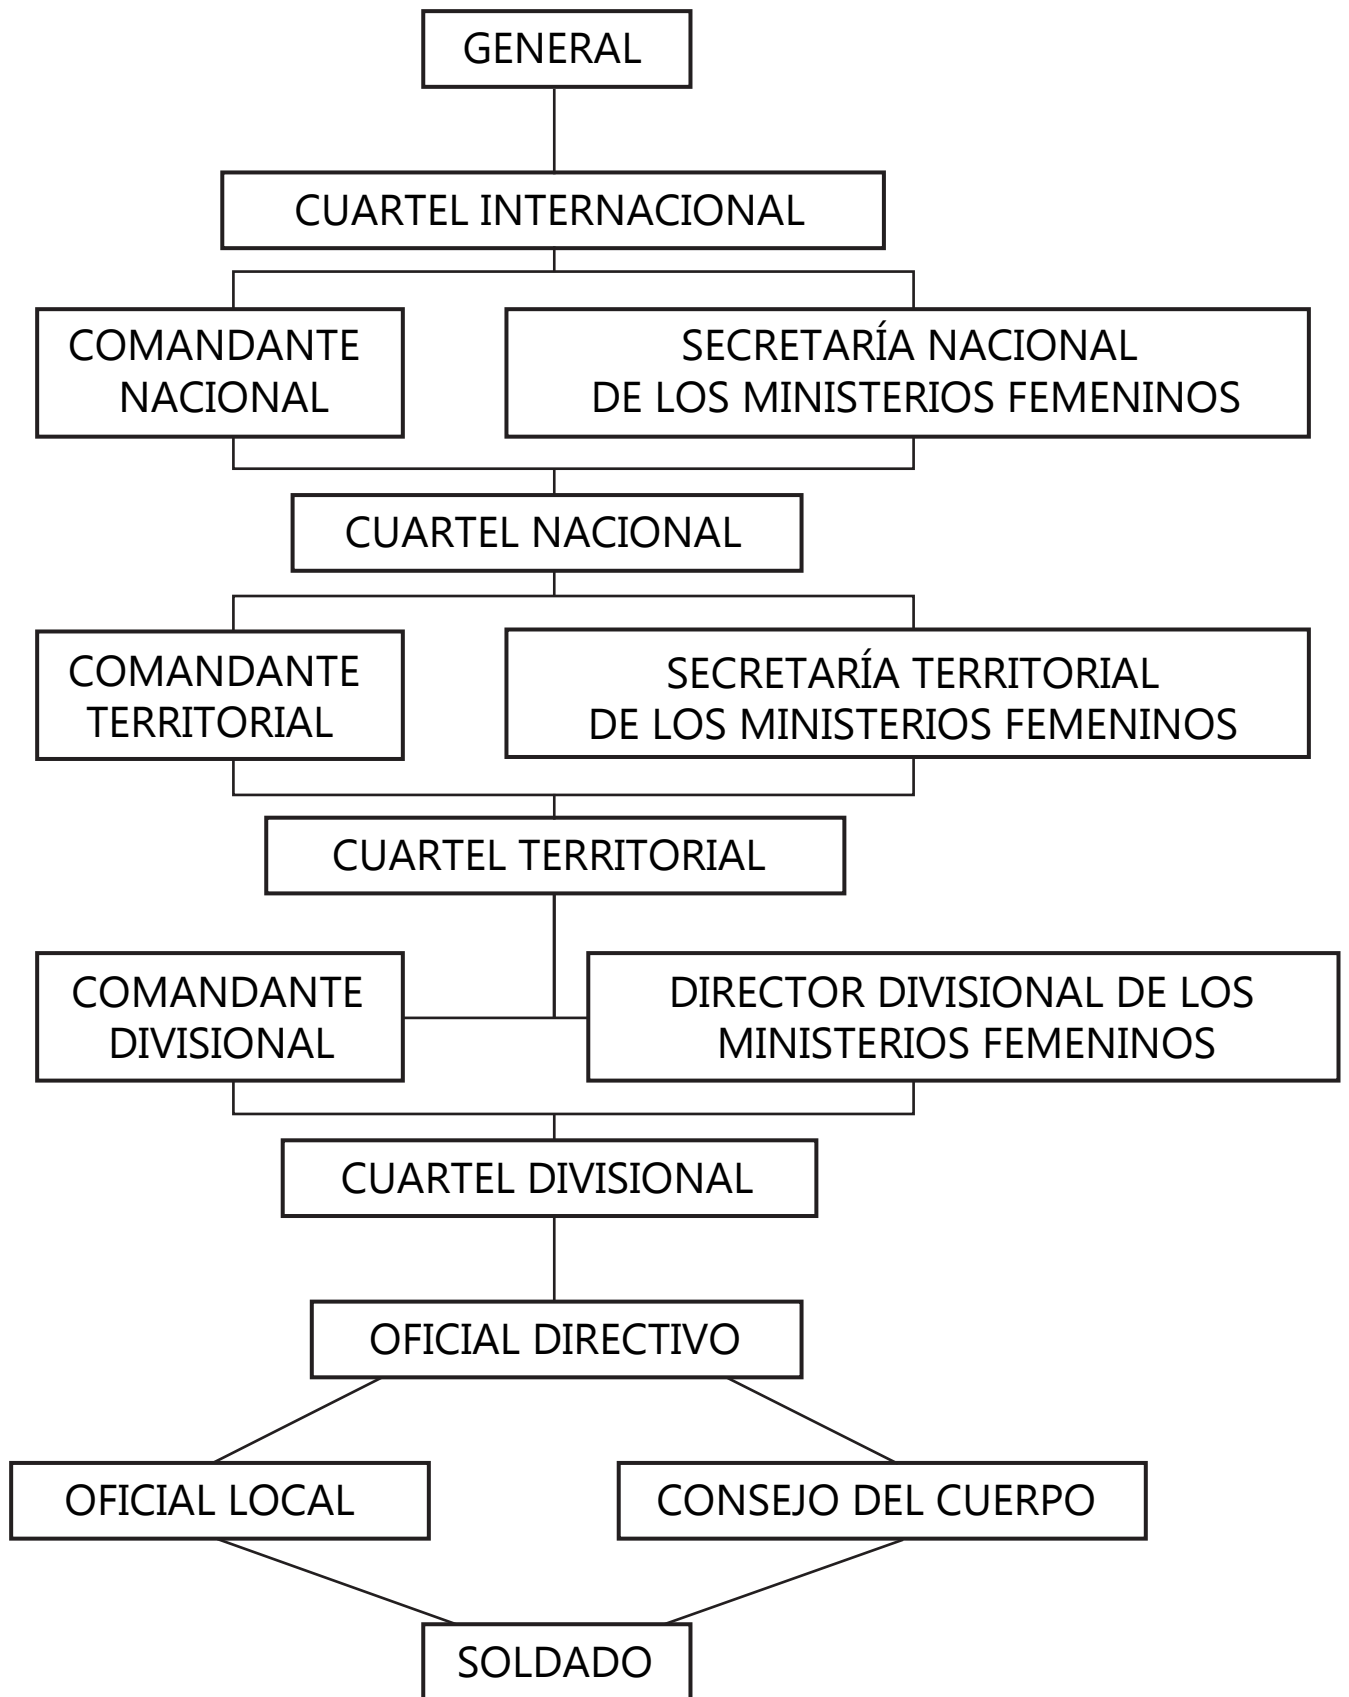 GENERAL
CUARTEL INTERNACIONAL
COMANDANTE
NACIONAL
SECRETARÍA NACIONAL
DE LOS MINISTERIOS FEMENINOS
CUARTEL NACIONAL
COMANDANTE
TERRITORIAL
SECRETARÍA TERRITORIAL
DE LOS MINISTERIOS FEMENINOS
CUARTEL TERRITORIAL
COMANDANTE
DIVISIONAL
DIRECTOR DIVISIONAL DE LOS
MINISTERIOS FEMENINOS
CUARTEL DIVISIONAL
OFICIAL DIRECTIVO
OFICIAL LOCAL
CONSEJO DEL CUERPO
SOLDADO